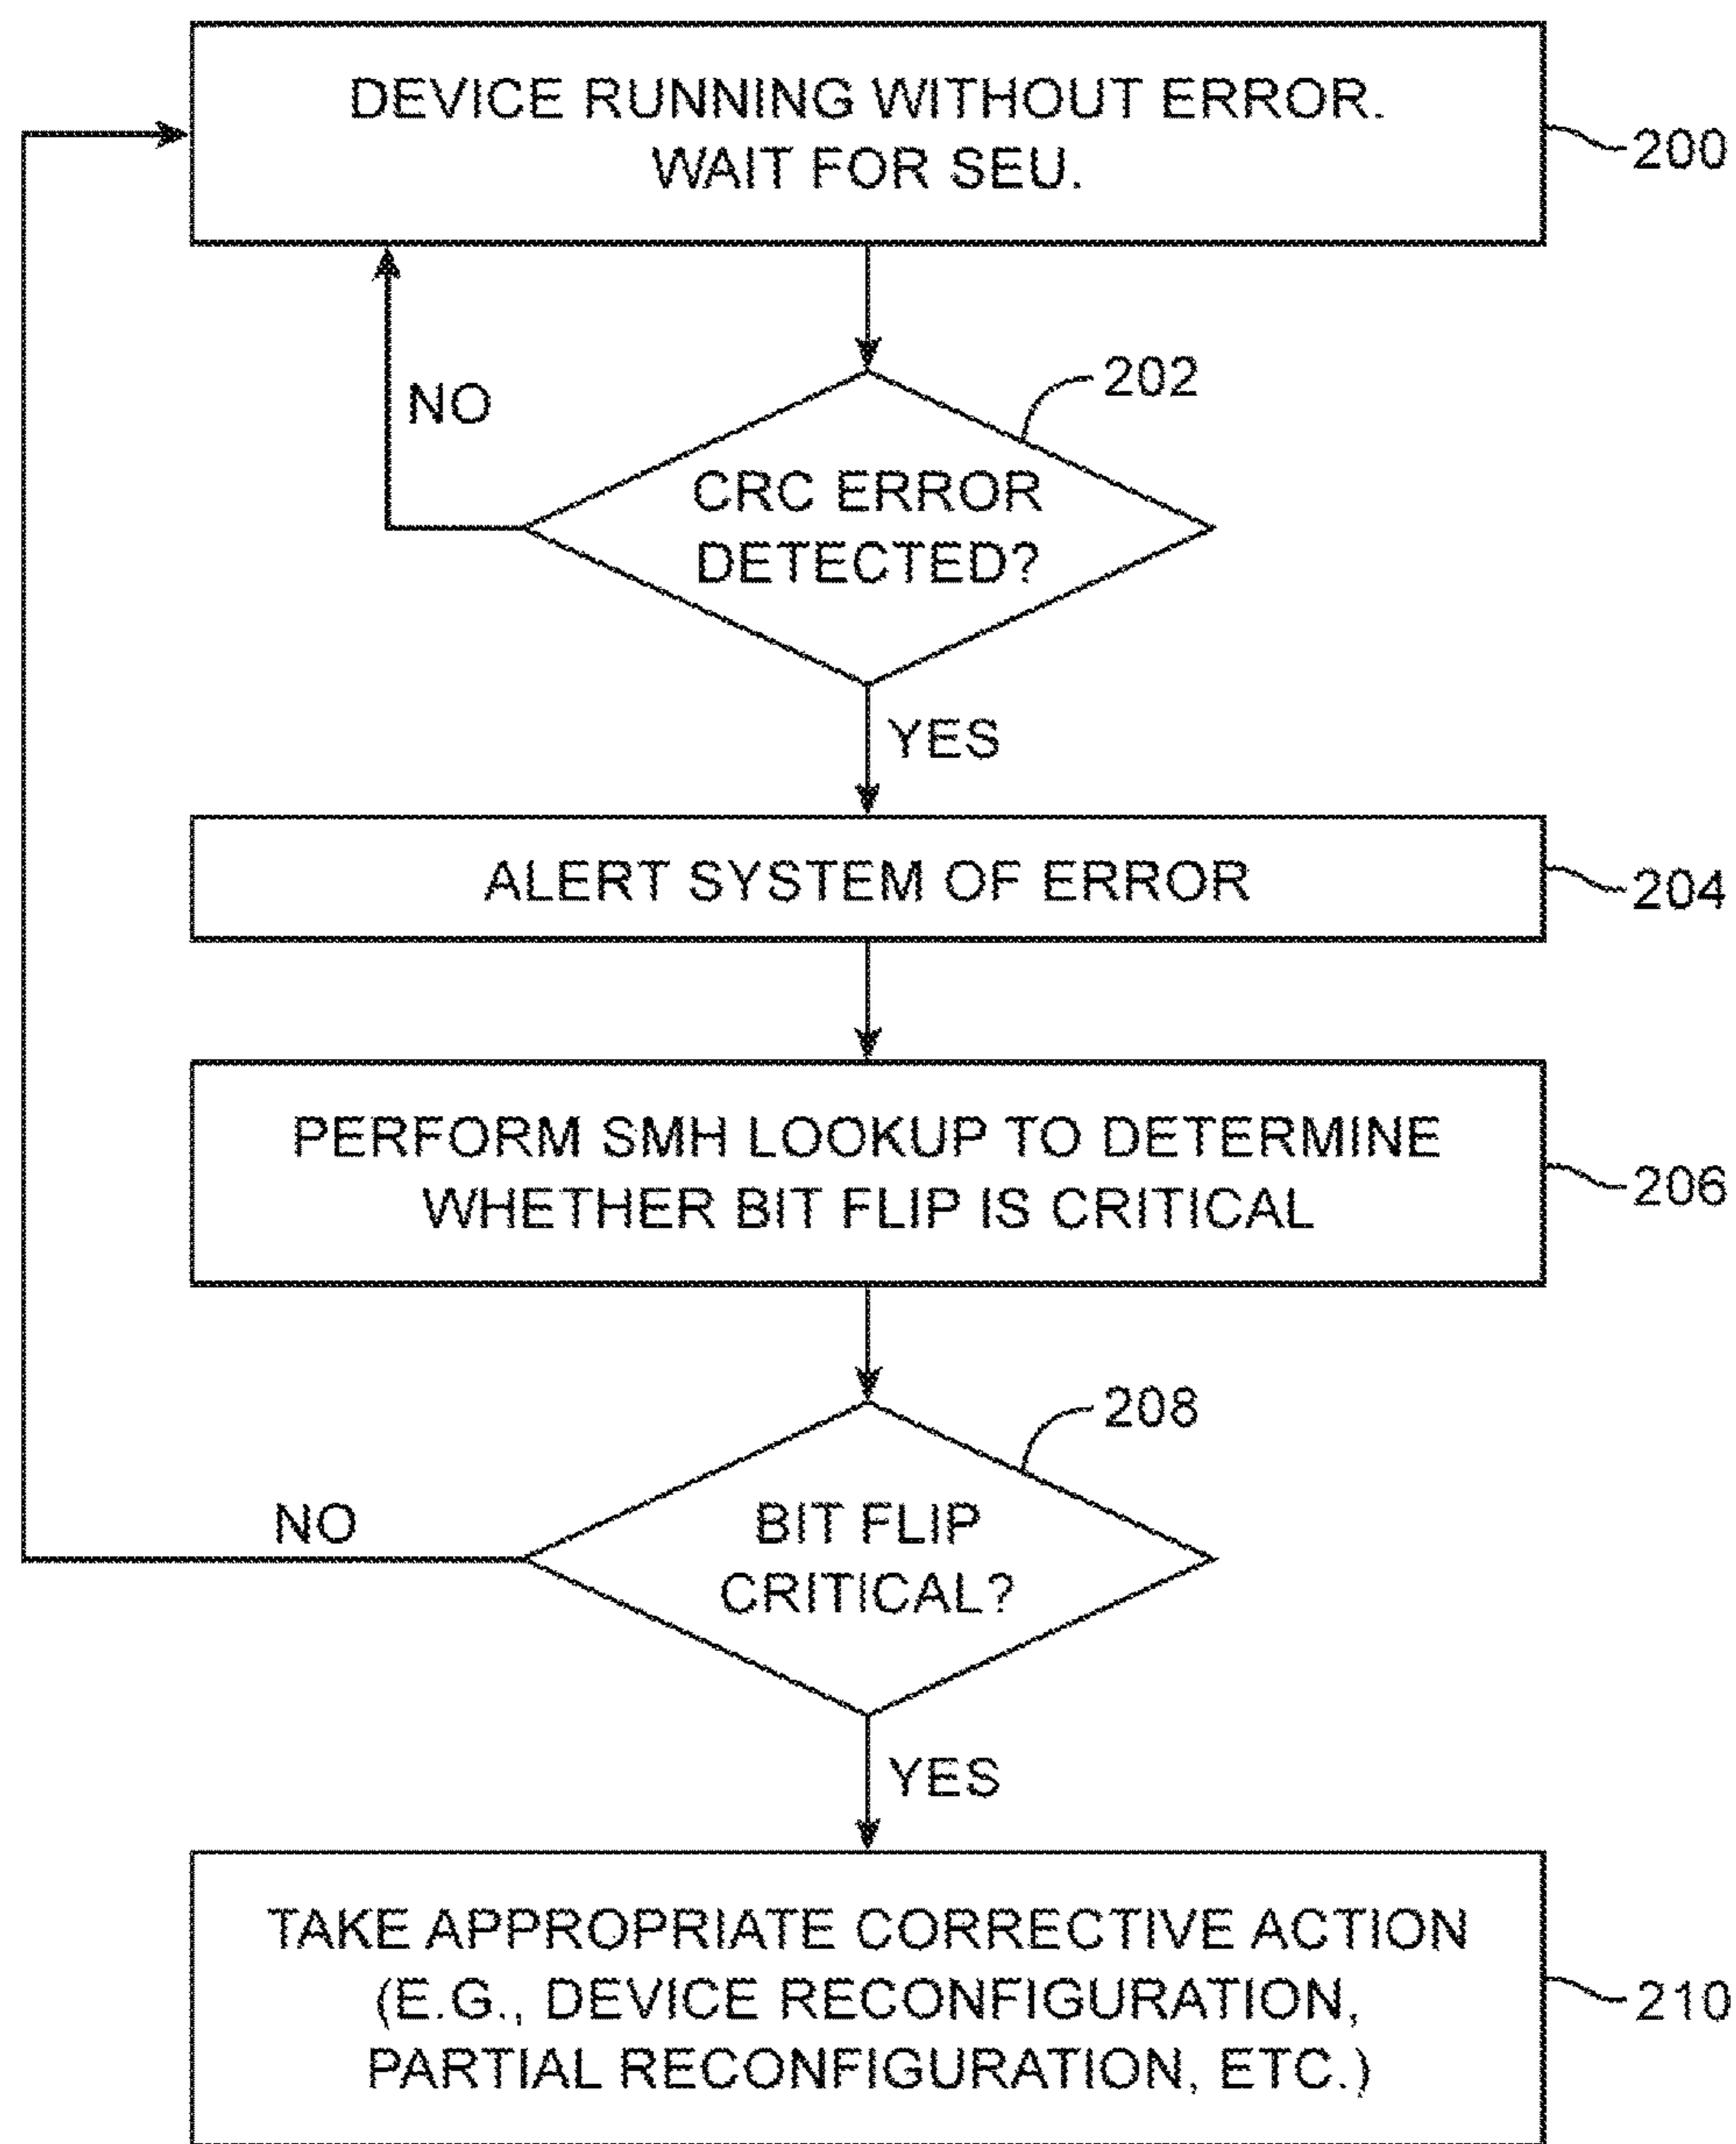 DEVICE RUNNING WITHOUT ERROR.
WAIT FOR SEU.
200
NO
202
CRC ERROR
DETECTED?
YES
ALERT SYSTEM OF ERROR
204
PERFORM SMH LOOKUP TO DETERMINE
WHETHER BIT FLIP IS CRITICAL
206
208
NO
BIT FLIP
CRITICAL?
YES
TAKE APPROPRIATE CORRECTIVE ACTION
(E.G., DEVICE RECONFIGURATION,
PARTIAL RECONFIGURATION, ETC.)
210